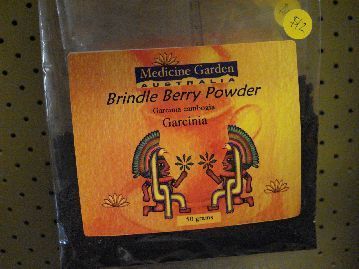 Medicine Garden
AUSTRALIA
Brindle Berry Powder
Garcinia cambogia
Garcinia
50 grams